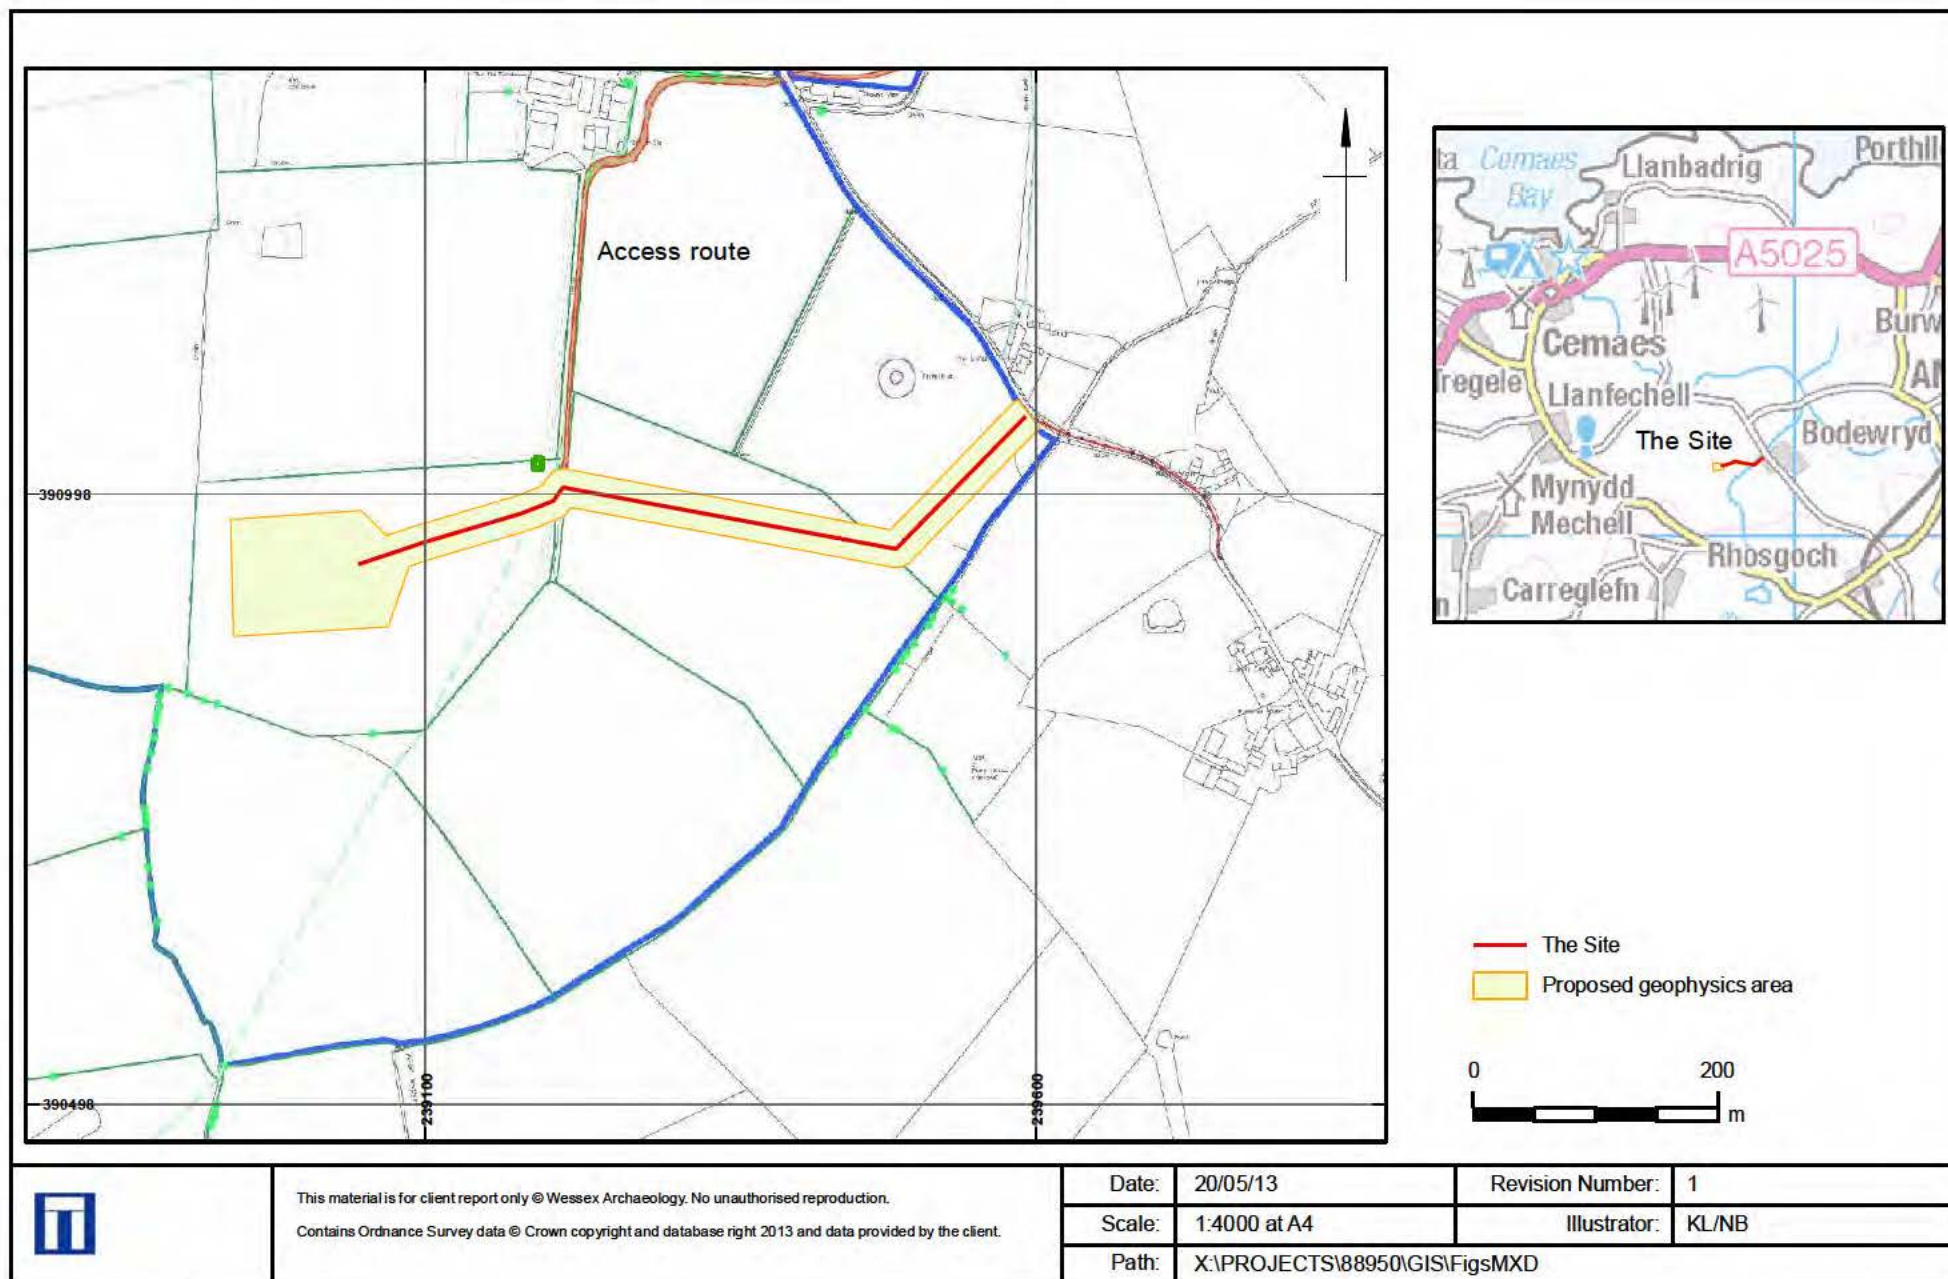 Access route
390998
390498
239100
239600
Cemaes
Bay
Llanbadrig
Porthll
A5025
Cemaes
Burw
Tregele
Llanfechell
The Site
Bodewryd
Mynydd
Mechell
Rhosgoch
Carreglefn
The Site
Proposed geophysics area
0 200
m
This material is for client report only © Wessex Archaeology. No unauthorised reproduction.
Contains Ordnance Survey data © Crown copyright and database right 2013 and data provided by the client.
Date: 20/05/13 Revision Number: 1
Scale: 1:4000 at A4 Illustrator: KL/NB
Path: X:\PROJECTS\88950\GIS\FigsMXD